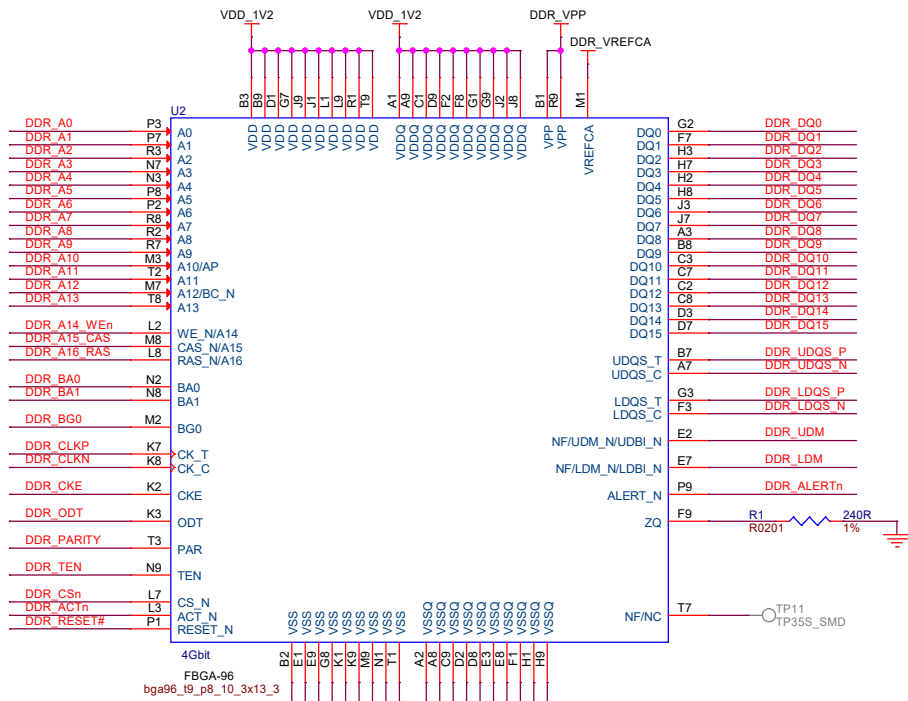 VDD_1V2 VDD_1V2 DDR_VPP
DDR_VREFCA
B3 B9 D1 G7 J9 J1 L1 L9 R1 T9 A1 A9 C1 D9 F2 F8 G1 G9 J2 J8 B1 R9 M1
U2
VDD VDD VDD VDD VDD VDD VDD VDD VDD VDD VDDQ VDDQ VDDQ VDDQ VDDQ VDDQ VDDQ VDDQ VDDQ VDDQ VPP VPP VREFCA
DDR_A0 P3 A0 DQ0 G2 DDR_DQ0
DDR_A1 P7 A1 DQ1 F7 DDR_DQ1
DDR_A2 R3 A2 DQ2 H3 DDR_DQ2
DDR_A3 N7 A3 DQ3 H7 DDR_DQ3
DDR_A4 N3 A4 DQ4 H2 DDR_DQ4
DDR_A5 P8 A5 DQ5 H8 DDR_DQ5
DDR_A6 P2 A6 DQ6 J3 DDR_DQ6
DDR_A7 R8 A7 DQ7 J7 DDR_DQ7
DDR_A8 R2 A8 DQ8 A3 DDR_DQ8
DDR_A9 R7 A9 DQ9 B8 DDR_DQ9
DDR_A10 M3 A10/AP DQ10 C3 DDR_DQ10
DDR_A11 T2 A11 DQ11 C7 DDR_DQ11
DDR_A12 M7 A12/BC_N DQ12 C2 DDR_DQ12
DDR_A13 T8 A13 DQ13 C8 DDR_DQ13
DQ14 D3 DDR_DQ14
DDR_A14_WEn L2 WE_N/A14 DQ15 D7 DDR_DQ15
DDR_A15_CAS M8 CAS_N/A15
DDR_A16_RAS L8 RAS_N/A16 UDQS_T B7 DDR_UDQS_P
UDQS_C A7 DDR_UDQS_N
DDR_BA0 N2 BA0
DDR_BA1 N8 BA1 LDQS_T G3 DDR_LDQS_P
LDQS_C F3 DDR_LDQS_N
DDR_BG0 M2 BG0
NF/UDM_N/UDBI_N E2 DDR_UDM
DDR_CLKP K7 CK_T
DDR_CLKN K8 CK_C NF/LDM_N/LDBI_N E7 DDR_LDM
DDR_CKE K2 CKE ALERT_N P9 DDR_ALERTn
DDR_ODT K3 ODT ZQ F9 R1 240R
R0201 1%
DDR_PARITY T3 PAR
DDR_TEN N9 TEN
DDR_CSn L7 CS_N
DDR_ACTn L3 ACT_N NF/NC T7 TP11
DDR_RESET# P1 RESET_N TP35S_SMD
VSS VSS VSS VSS VSS VSS VSS VSS VSS VSSQ VSSQ VSSQ VSSQ VSSQ VSSQ VSSQ VSSQ VSSQ VSSQ
4Gbit
B2 E1 E9 G8 K1 K9 M9 N1 T1 A2 A8 C9 D2 D8 E3 E8 F1 H1 H9
FBGA-96
bga96_t9_p8_10_3x13_3